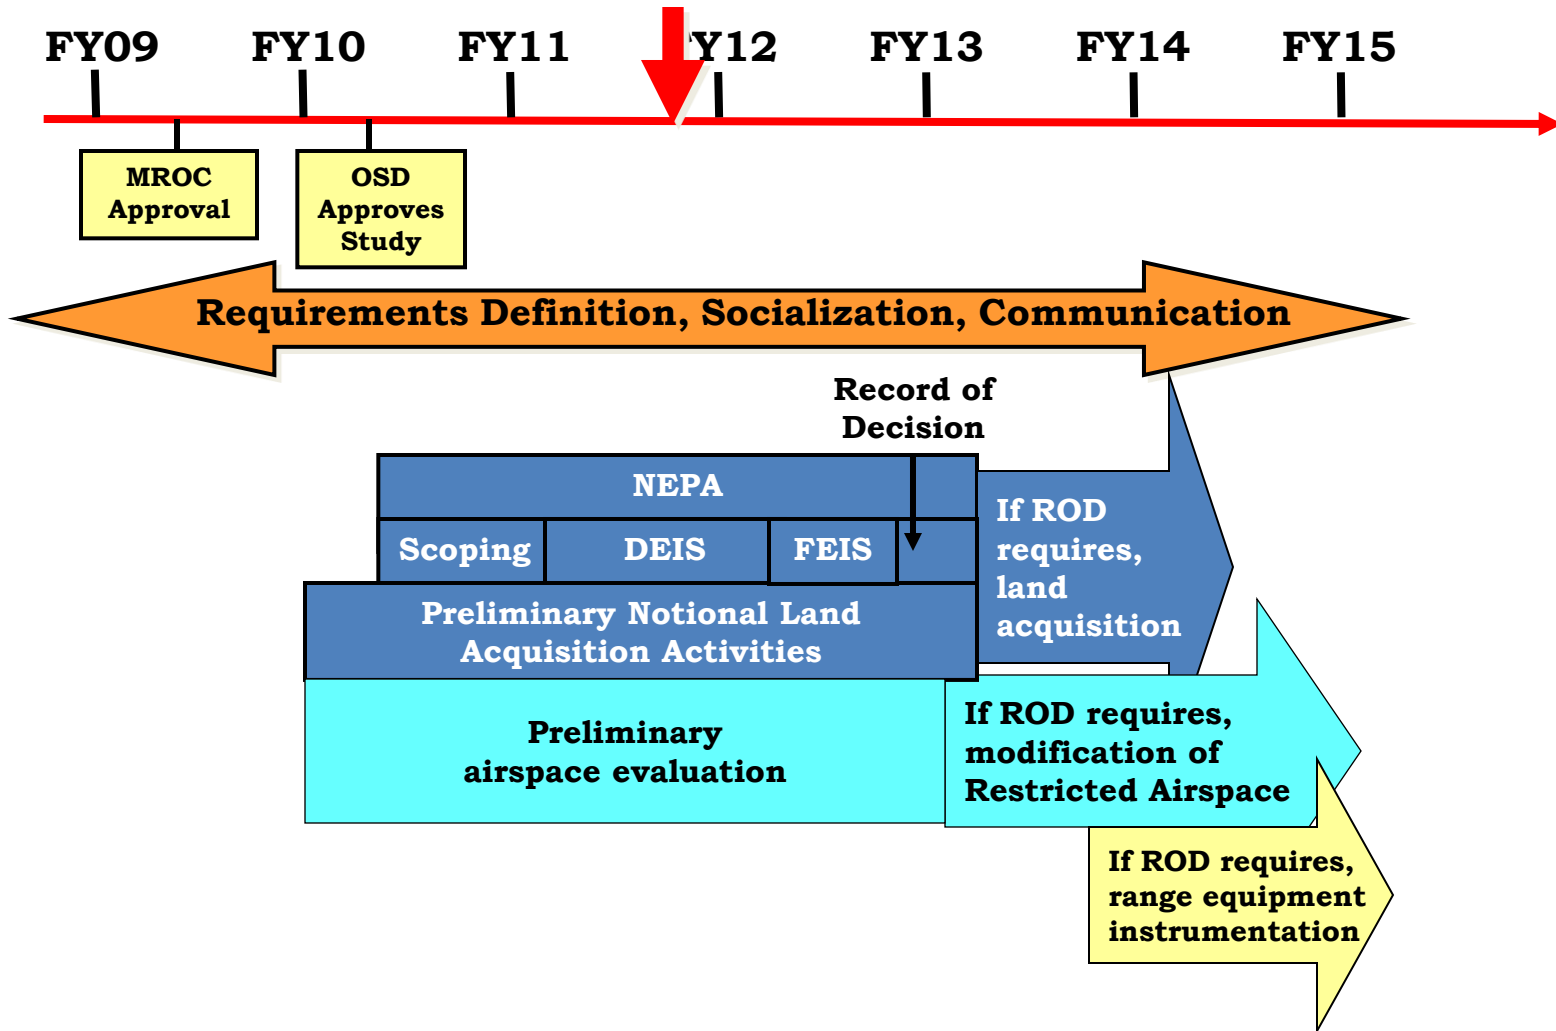 FY09 FY10 FY11 Y12 FY13 FY14 FY15
MROC
Approval
OSD
Approves
Study
Requirements Definition, Socialization, Communication
Record of
Decision
NEPA
Scoping DEIS FEIS
If ROD
requires,
land
acquisition
Preliminary Notional Land
Acquisition Activities
Preliminary
airspace evaluation
If ROD requires,
modification of
Restricted Airspace
If ROD requires,
range equipment
instrumentation